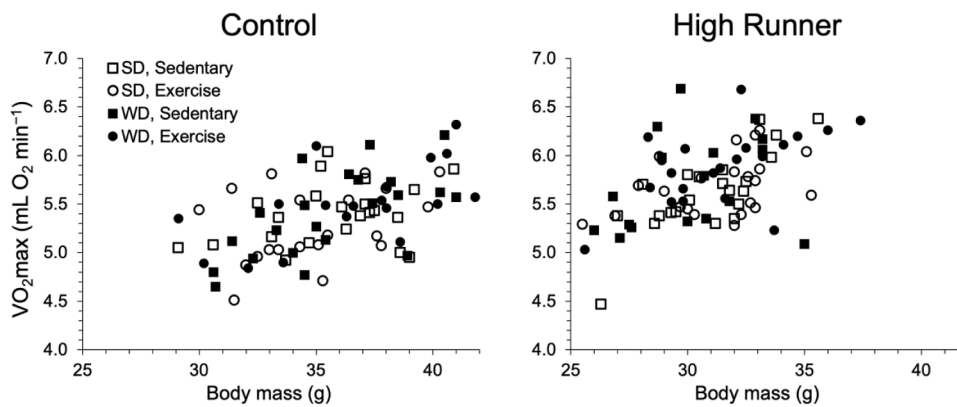 Control
High Runner
VO₂max (mL O₂ min⁻¹)
7.0
6.5
6.0
5.5
5.0
4.5
4.0
SD, Sedentary
SD, Exercise
WD, Sedentary
WD, Exercise
25 30 35 40
Body mass (g)
7.0
6.5
6.0
5.5
5.0
4.5
4.0
25 30 35 40
Body mass (g)